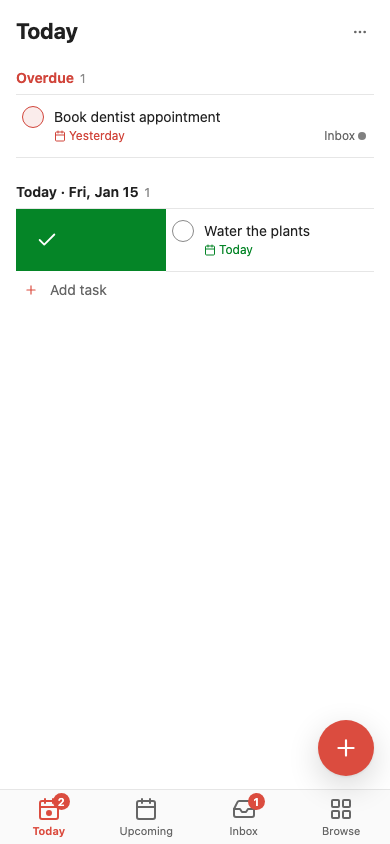 Today
Overdue 1
Book dentist appointment
Yesterday
Inbox
Today · Fri, Jan 15 1
Water the plants
Today
Add task
2
Today
Upcoming
1
Inbox
Browse